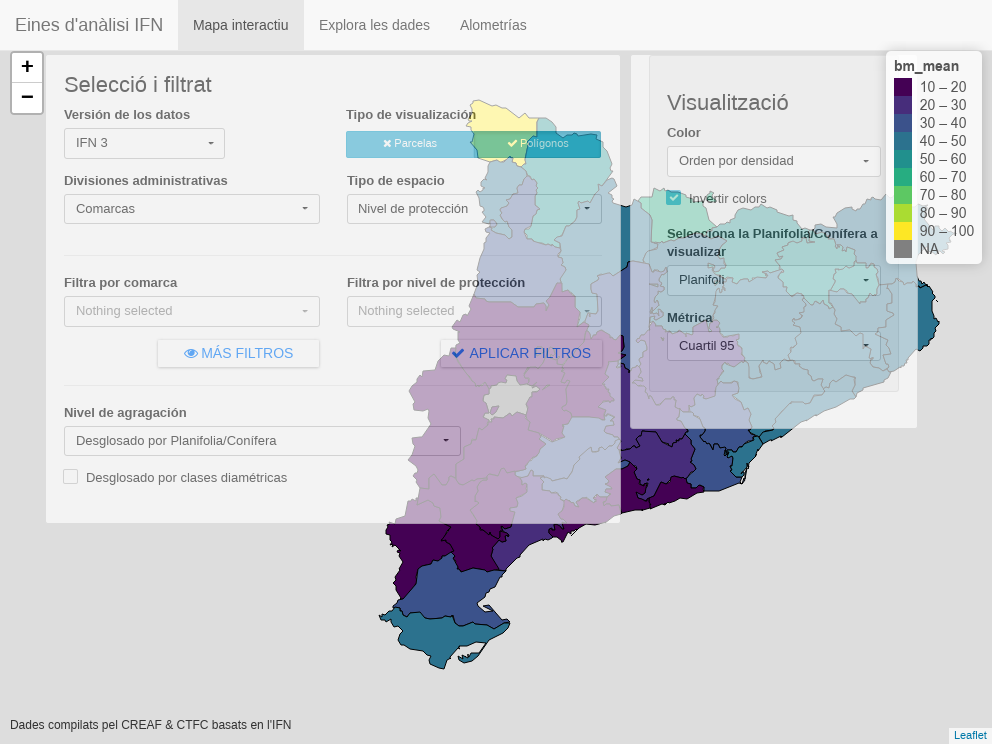 Eines d'anàlisi IFN
Mapa interactiu
Explora les dades
Alometrías
+
−
Selecció i filtrat
Versión de los datos
IFN 3
Tipo de visualización
Parcelas
Polígonos
Divisiones administrativas
Comarcas
Tipo de espacio
Nivel de protección
Filtra por comarca
Nothing selected
Filtra por nivel de protección
Nothing selected
MÁS FILTROS
APLICAR FILTROS
Nivel de agragación
Desglosado por Planifolia/Conífera
Desglosado por clases diamétricas
Visualització
Color
Orden por densidad
Invertir colors
Selecciona la Planifolia/Conífera a
visualizar
Planifoli
Métrica
Cuartil 95
bm_mean
10 – 20
20 – 30
30 – 40
40 – 50
50 – 60
60 – 70
70 – 80
80 – 90
90 – 100
NA
Dades compilats pel CREAF & CTFC basats en l'IFN
Leaflet